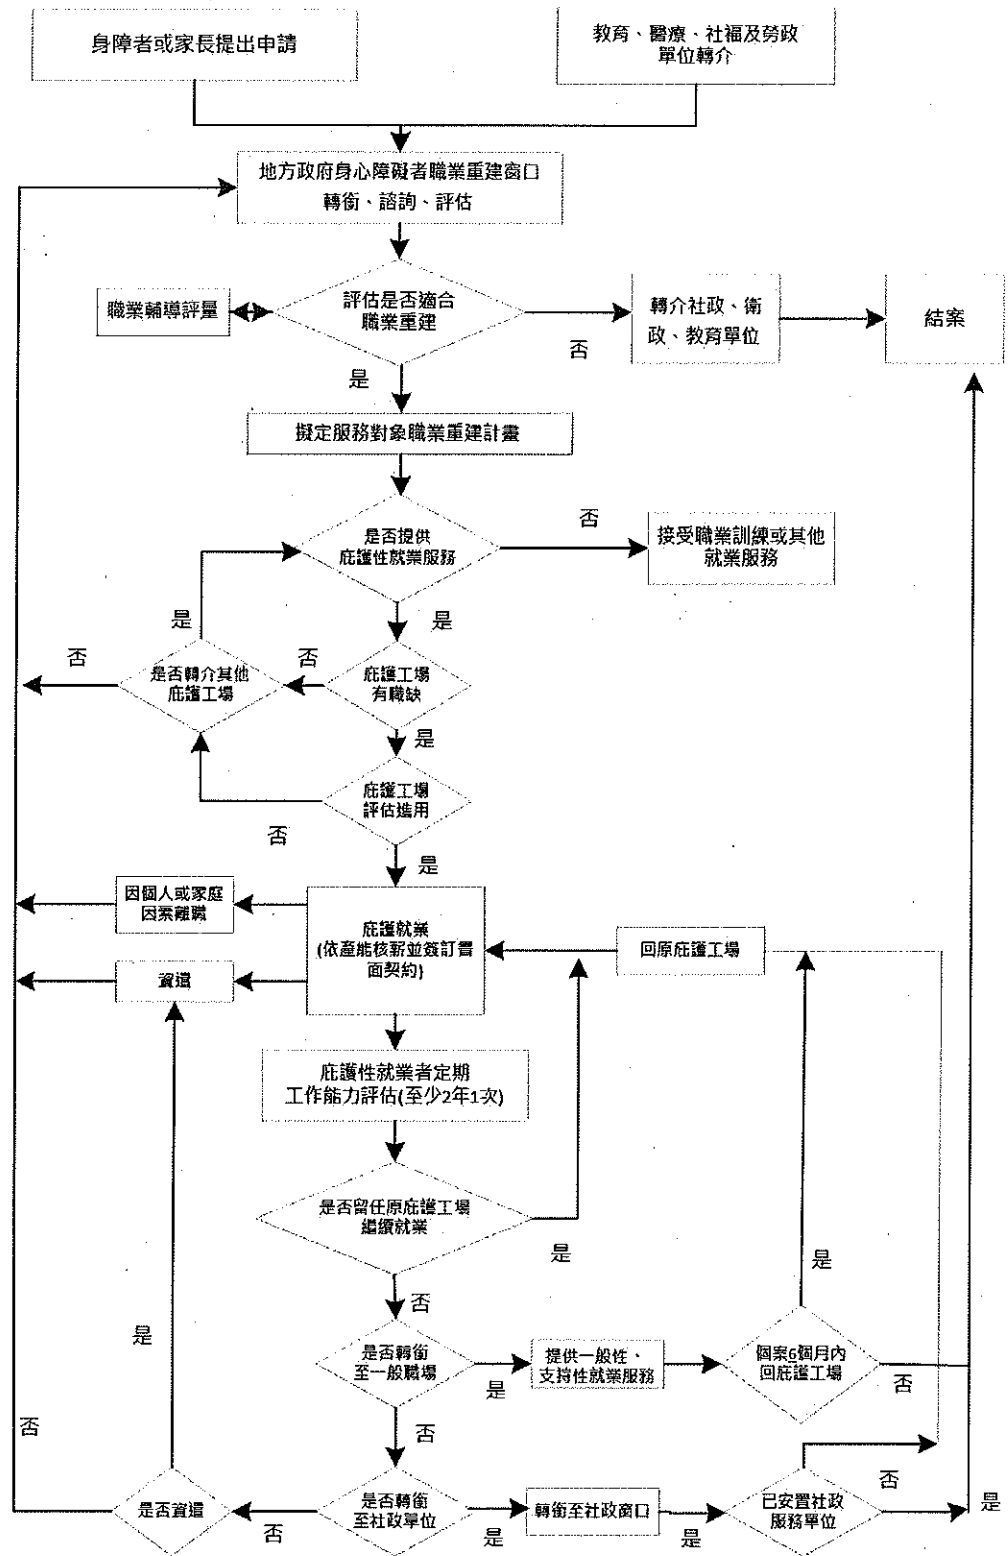 身障者或家長提出申請
教育、醫療、社福及勞政
單位轉介
地方政府身心障礙者職業重建窗口
轉銜、諮詢、評估
職業輔導評量
評估是否適合
職業重建
否
轉介社政、衛
政、教育單位
結案
是
擬定服務對象職業重建計畫
是否提供
庇護性就業服務
否
接受職業訓練或其他
就業服務
是
是
否
是否轉介其他
庇護工場
否
庇護工場
有職缺
是
庇護工場
評估進用
否
是
因個人或家庭
因素離職
庇護就業
(依產能核薪並簽訂書
面契約)
回原庇護工場
資遣
庇護性就業者定期
工作能力評估(至少2年1次)
是否留任原庇護工場
繼續就業
是
是
否
是
是否轉銜
至一般職場
是
提供一般性、
支持性就業服務
個案6個月內
回庇護工場
否
否
否
是否資遣
否
是否轉銜
至社政單位
是
轉銜至社政窗口
是
已安置社政
服務單位
否
是